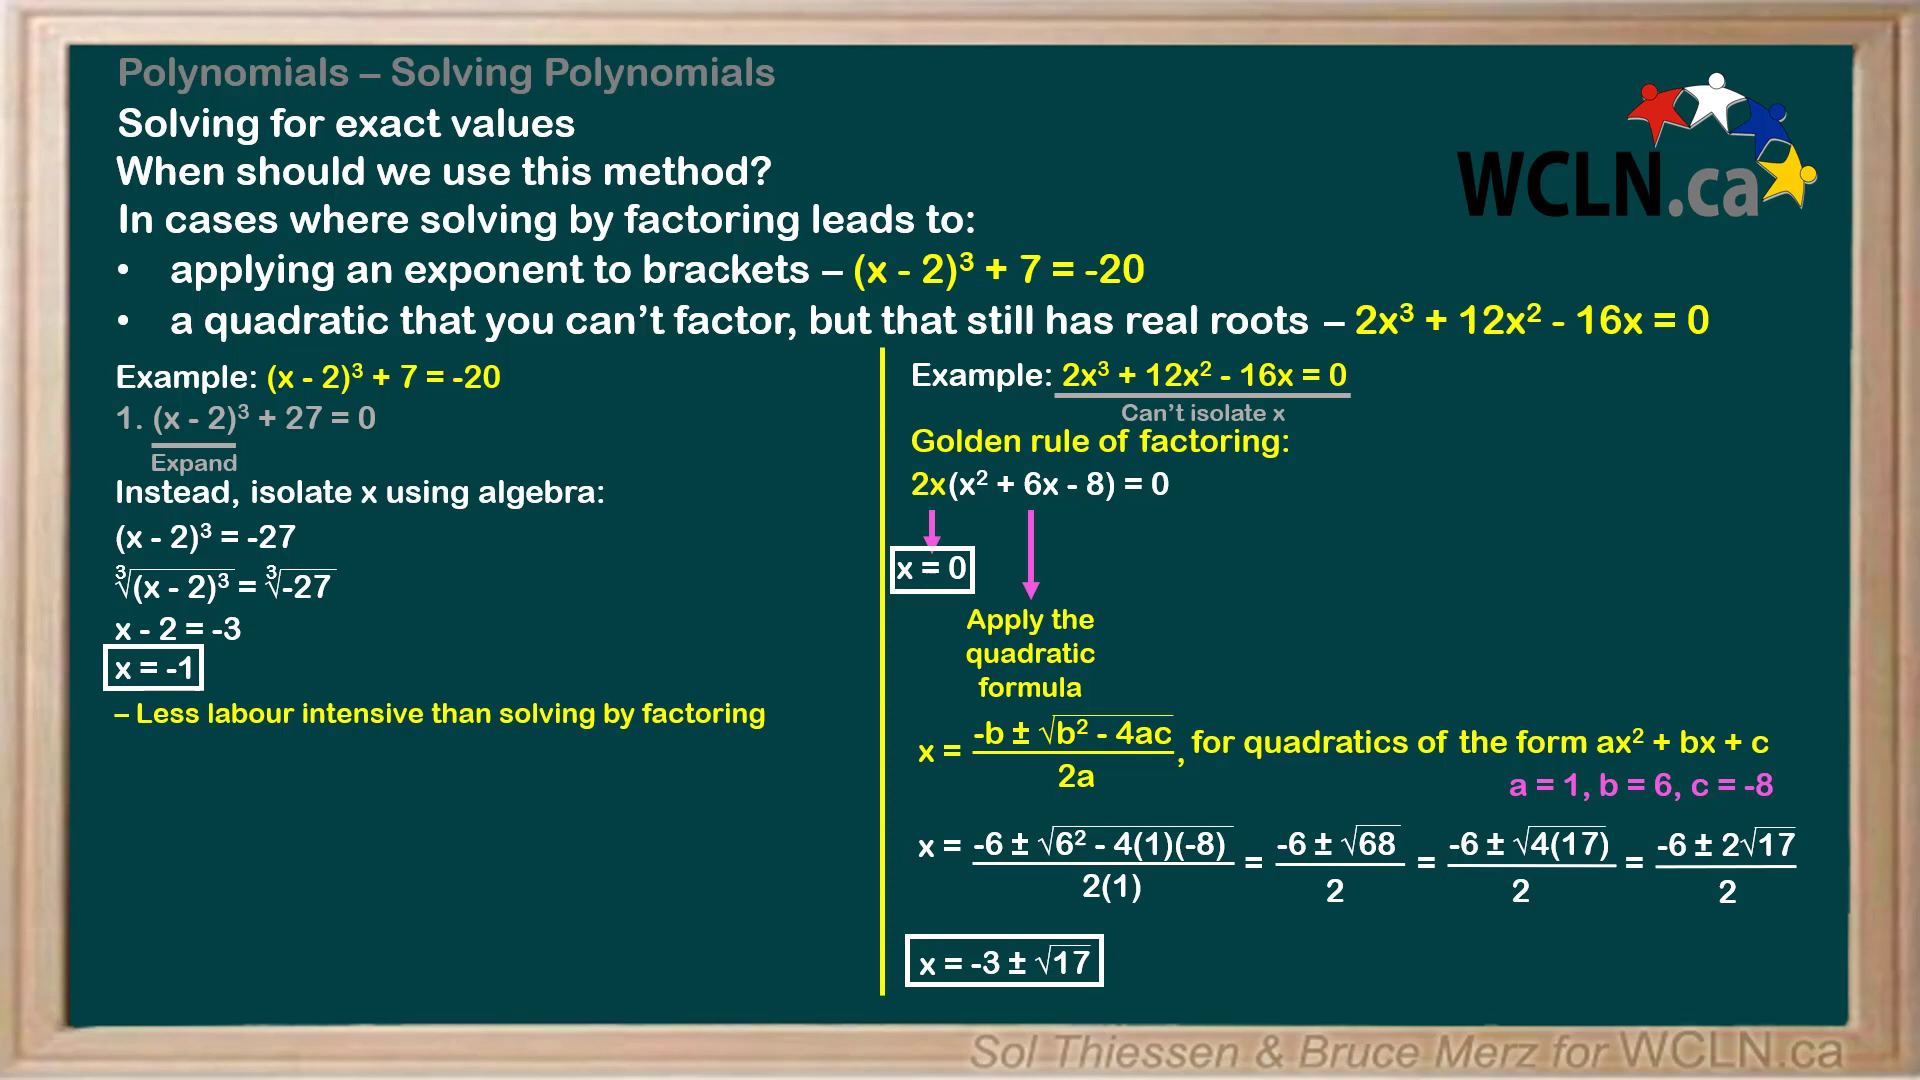 Polynomials – Solving Polynomials
WCLN.ca
Solving for exact values
When should we use this method?
In cases where solving by factoring leads to:
• applying an exponent to brackets – (x - 2)³ + 7 = -20
• a quadratic that you can’t factor, but that still has real roots – 2x³ + 12x² - 16x = 0
Example: (x - 2)³ + 7 = -20
1. (x - 2)³ + 27 = 0
Expand
Instead, isolate x using algebra:
(x - 2)³ = -27
³√(x - 2)³ = ³√-27
x - 2 = -3
x = -1
– Less labour intensive than solving by factoring
Example: 2x³ + 12x² - 16x = 0
Can’t isolate x
Golden rule of factoring:
2x(x² + 6x - 8) = 0
x = 0
Apply the
quadratic
formula
x = -b ± √b² - 4ac / 2a, for quadratics of the form ax² + bx + c
a = 1, b = 6, c = -8
x = -6 ± √6² - 4(1)(-8) / 2(1) = -6 ± √68 / 2 = -6 ± √4(17) / 2 = -6 ± 2√17 / 2
x = -3 ± √17
Sol Thiessen & Bruce Merz for WCLN.ca